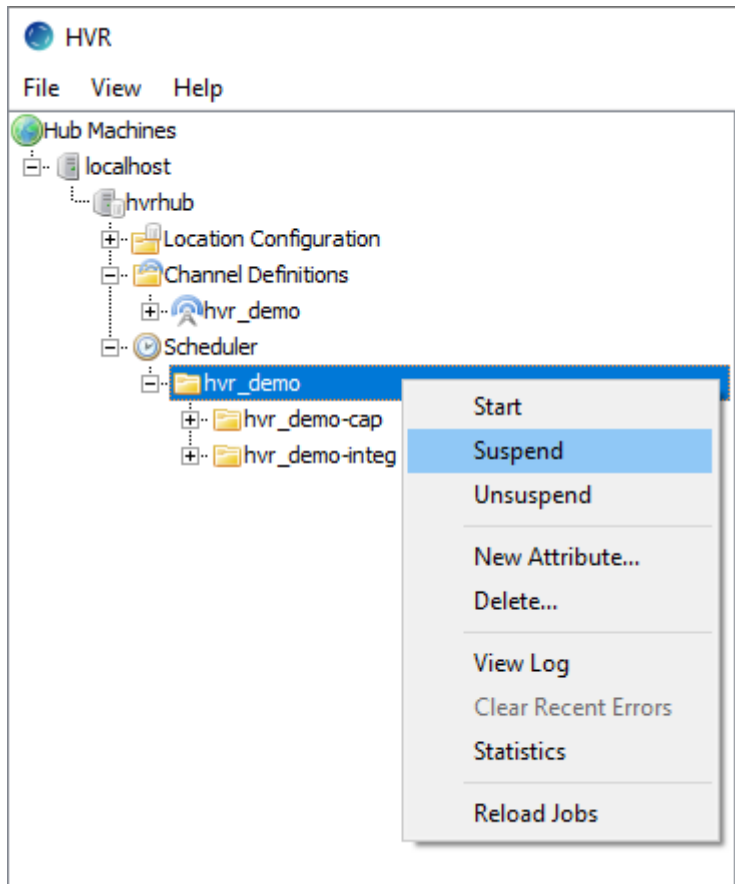 HVR
File View Help
Hub Machines
localhost
hvrhub
Location Configuration
Channel Definitions
hvr_demo
Scheduler
hvr_demo
hvr_demo-cap
hvr_demo-integ
Start
Suspend
Unsuspend
New Attribute...
Delete...
View Log
Clear Recent Errors
Statistics
Reload Jobs